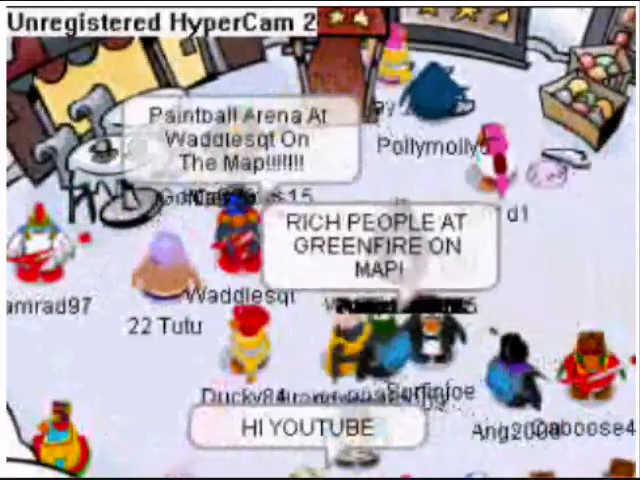 Unregistered HyperCam 2
Paintball Arena At
Waddlesqt On
The Map!!!!!!!
Pollymolly
d1
RICH PEOPLE AT
GREENFIRE ON
MAP!
amrad97
Waddlesqt
22 Tutu
Ducky84
HI YOUTUBE